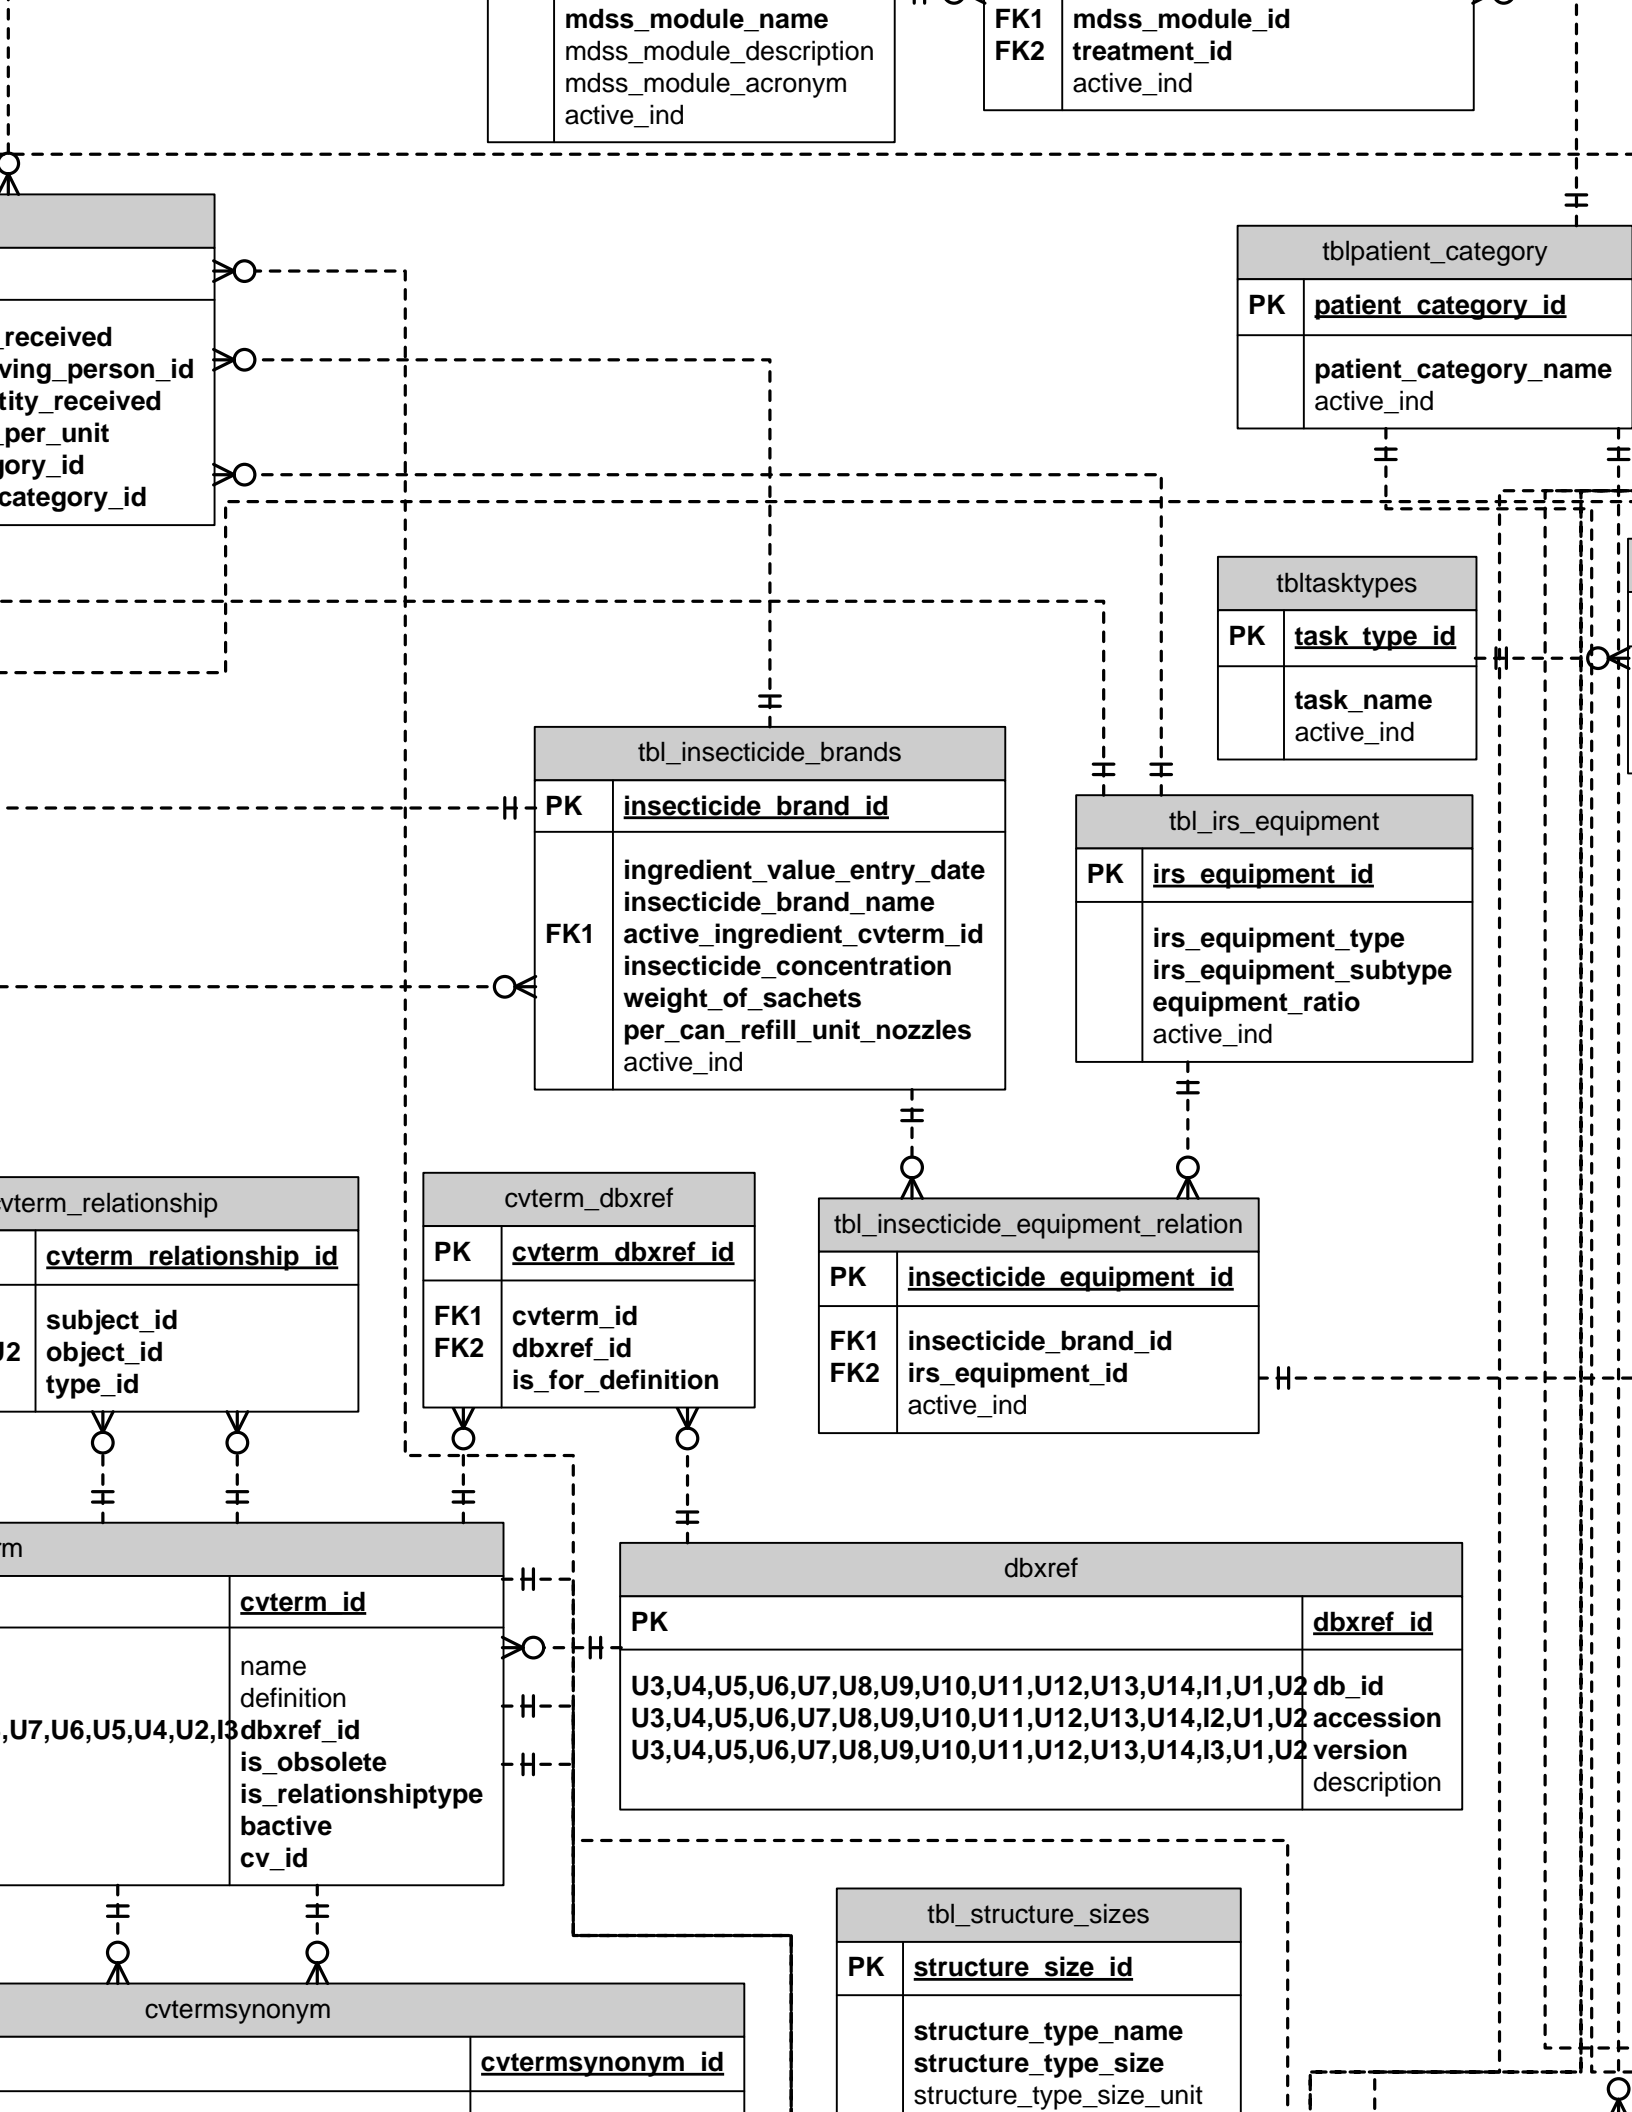 mdss_module_name
mdss_module_description
mdss_module_acronym
active_ind
FK1 mdss_module_id
FK2 treatment_id
active_ind
_received
ving_person_id
tity_received
_per_unit
gory_id
category_id
tblpatient_category
PK patient_category_id
patient_category_name
active_ind
tbltasktypes
PK task_type_id
task_name
active_ind
tbl_insecticide_brands
PK insecticide_brand_id
ingredient_value_entry_date
insecticide_brand_name
FK1 active_ingredient_cvterm_id
insecticide_concentration
weight_of_sachets
per_can_refill_unit_nozzles
active_ind
tbl_irs_equipment
PK irs_equipment_id
irs_equipment_type
irs_equipment_subtype
equipment_ratio
active_ind
vterm_relationship
cvterm_relationship_id
subject_id
U2 object_id
type_id
cvterm_dbxref
PK cvterm_dbxref_id
FK1 cvterm_id
FK2 dbxref_id
is_for_definition
tbl_insecticide_equipment_relation
PK insecticide_equipment_id
FK1 insecticide_brand_id
FK2 irs_equipment_id
active_ind
rm
cvterm_id
name
definition
,U7,U6,U5,U4,U2,I3 dbxref_id
is_obsolete
is_relationshiptype
bactive
cv_id
dbxref
PK dbxref_id
U3,U4,U5,U6,U7,U8,U9,U10,U11,U12,U13,U14,I1,U1,U2 db_id
U3,U4,U5,U6,U7,U8,U9,U10,U11,U12,U13,U14,I2,U1,U2 accession
U3,U4,U5,U6,U7,U8,U9,U10,U11,U12,U13,U14,I3,U1,U2 version
description
cvtermsynonym
cvtermsynonym_id
tbl_structure_sizes
PK structure_size_id
structure_type_name
structure_type_size
structure_type_size_unit